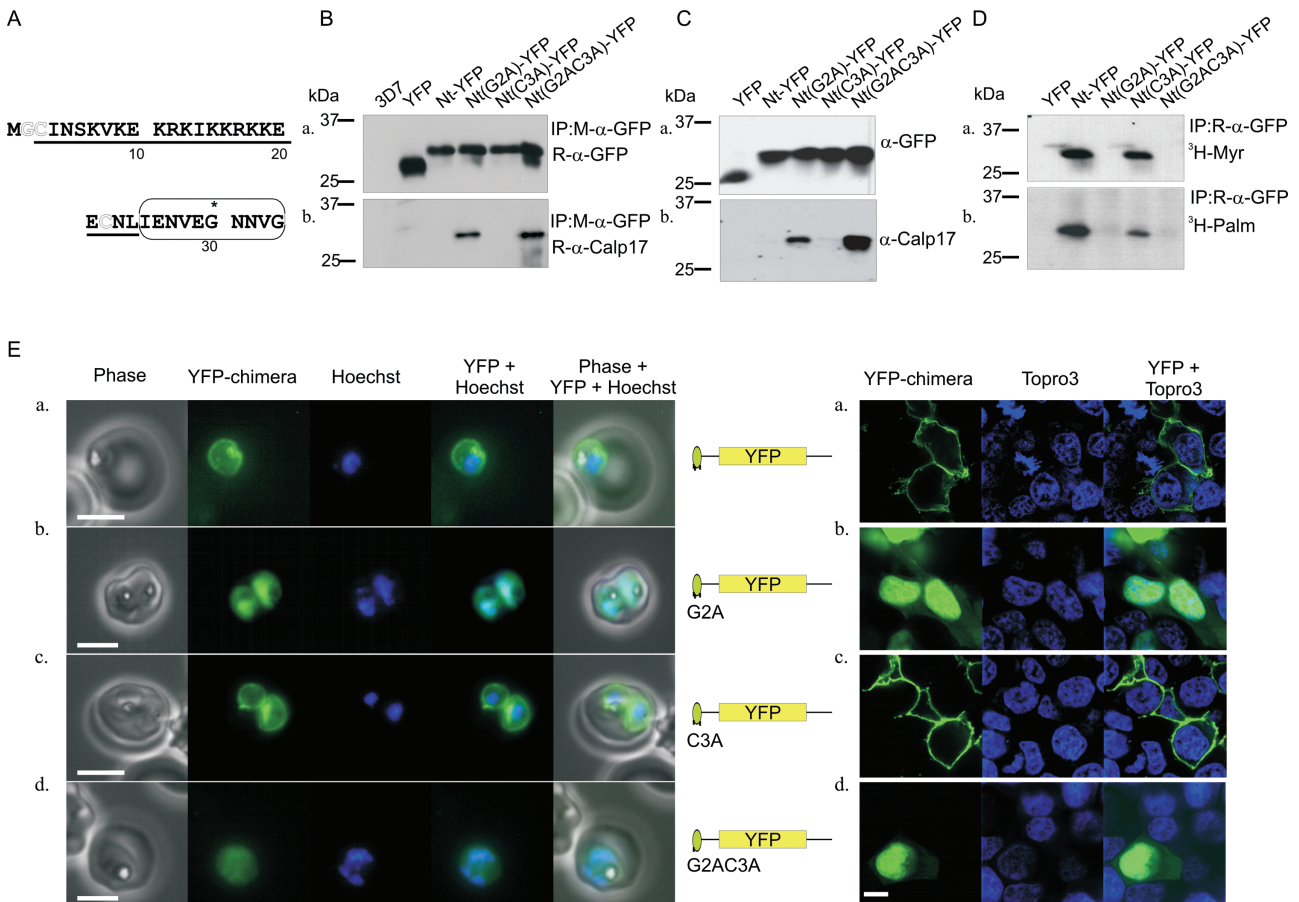 A
MGCINSKVKE KRKIKKRKKE
10 20
*
ECNLIENVEG NNVG
30
B
3D7
YFP
Nt-YFP
Nt(G2A)-YFP
Nt(C3A)-YFP
Nt(G2AC3A)-YFP
kDa
a.
37
25
IP:M-α-GFP
R-α-GFP
b.
37
25
IP:M-α-GFP
R-α-Calp17
C
YFP
Nt-YFP
Nt(G2A)-YFP
Nt(C3A)-YFP
Nt(G2AC3A)-YFP
kDa
a.
37
25
α-GFP
b.
37
25
α-Calp17
D
YFP
Nt-YFP
Nt(G2A)-YFP
Nt(C3A)-YFP
Nt(G2AC3A)-YFP
kDa
a.
37
25
IP:R-α-GFP
³H-Myr
b.
37
25
IP:R-α-GFP
³H-Palm
E
Phase
YFP-chimera
Hoechst
YFP +
Hoechst
Phase +
YFP + Hoechst
YFP-chimera
Topro3
YFP +
Topro3
a.
YFP
a.
b.
YFP
G2A
b.
c.
YFP
C3A
c.
d.
YFP
G2AC3A
d.